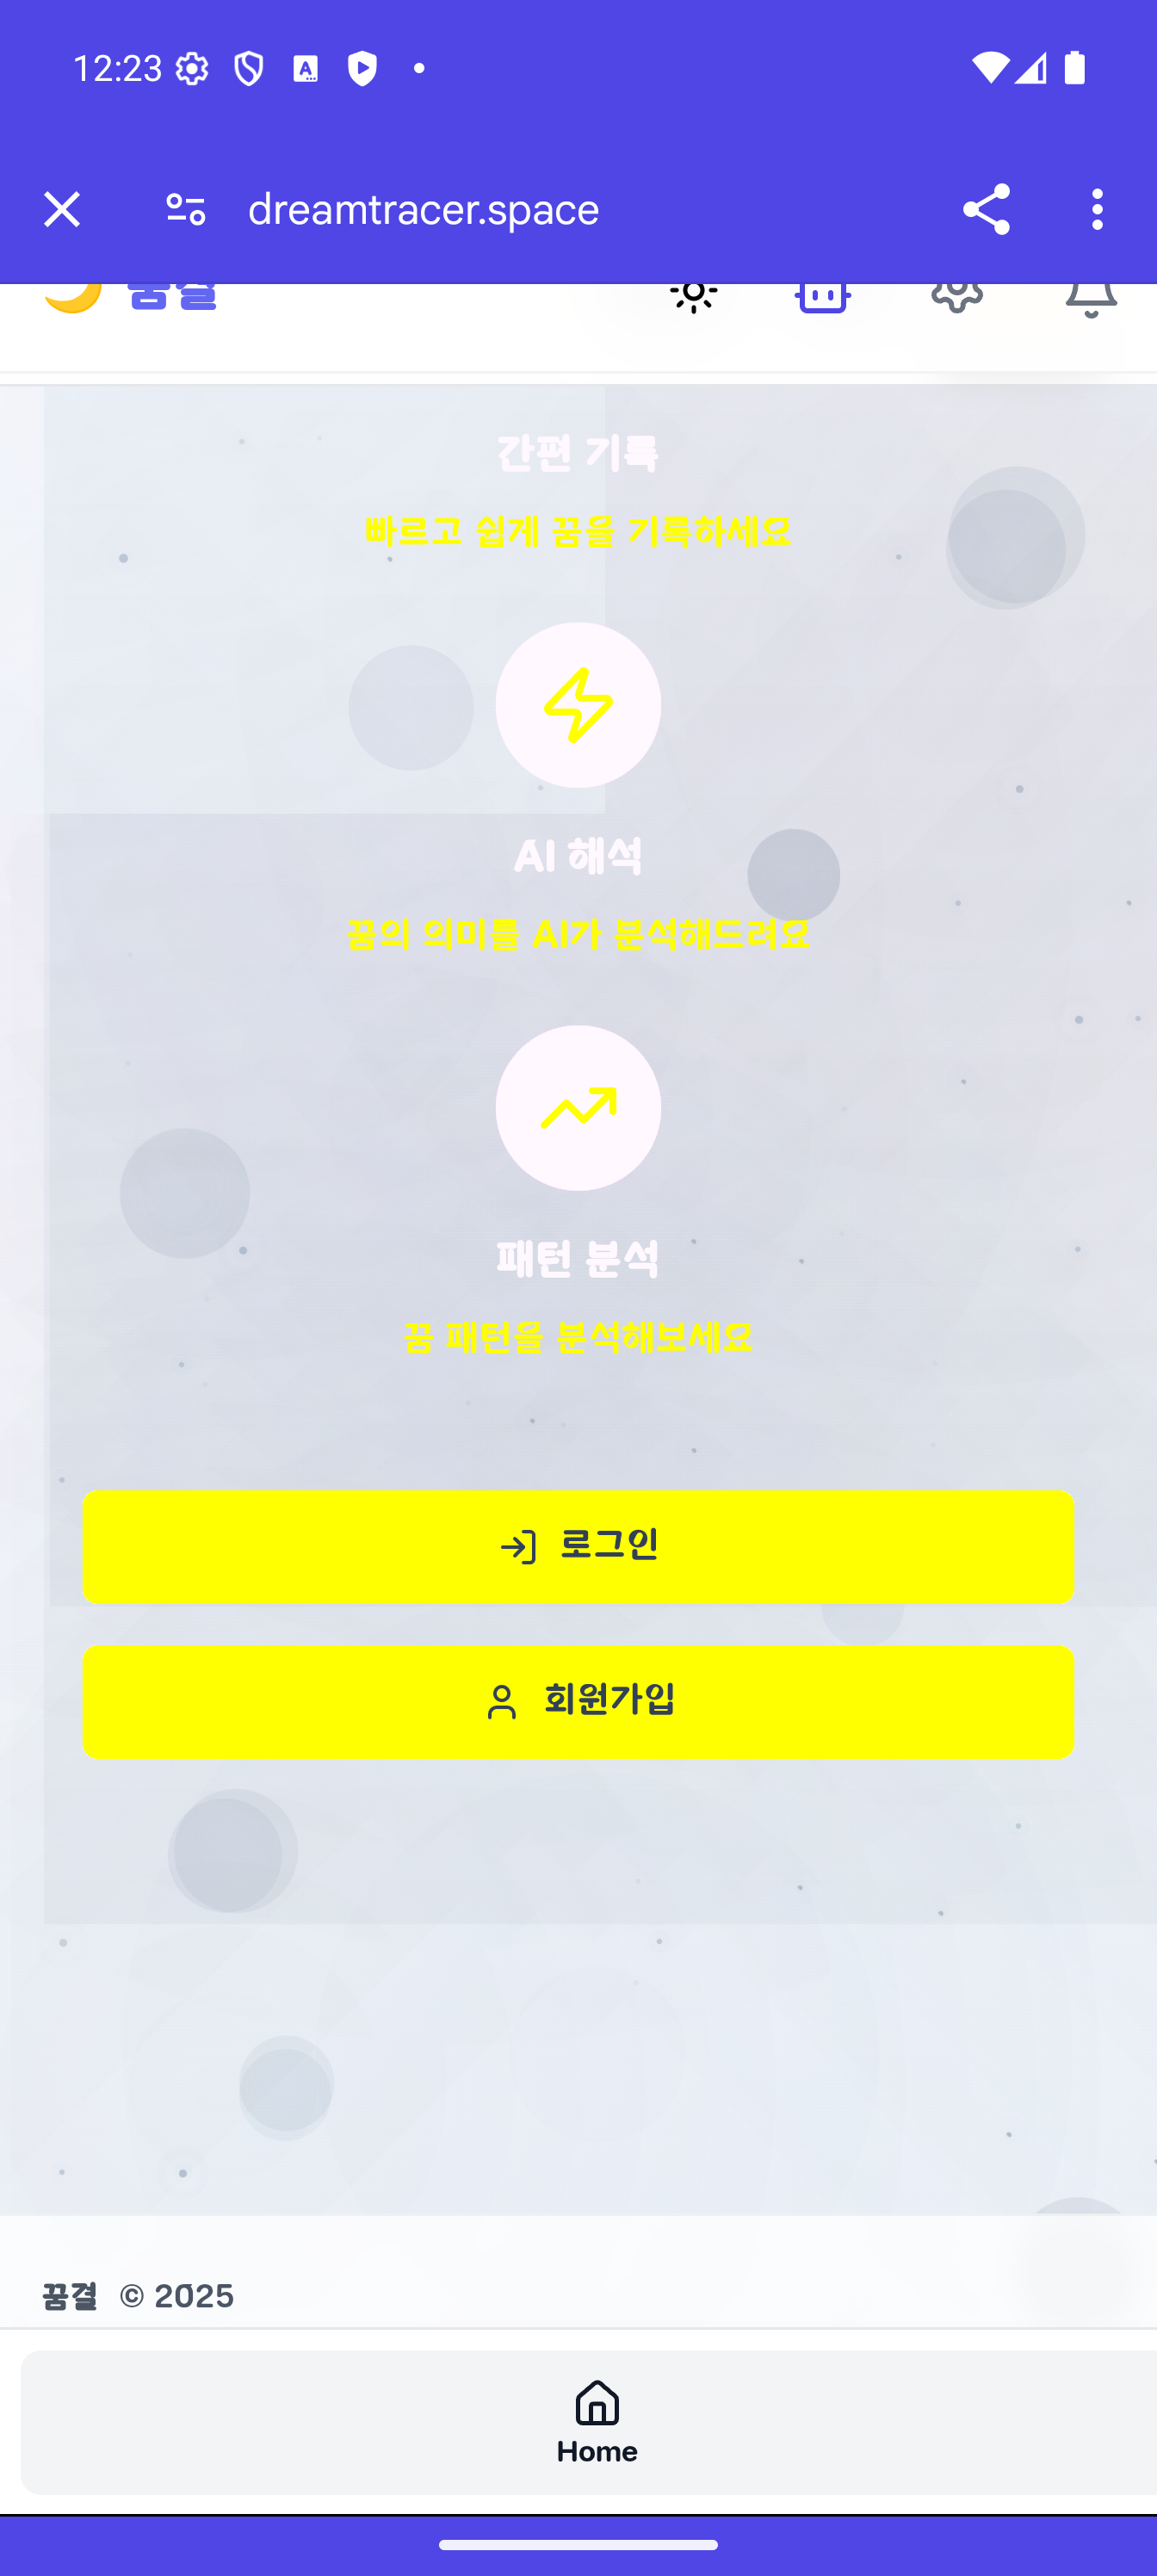 12:23
dreamtracer.space
꿈결
간편 기록
빠르고 쉽게 꿈을 기록하세요
AI 해석
꿈의 의미를 AI가 분석해드려요
패턴 분석
꿈 패턴을 분석해보세요
로그인
회원가입
꿈결 © 2025
Home